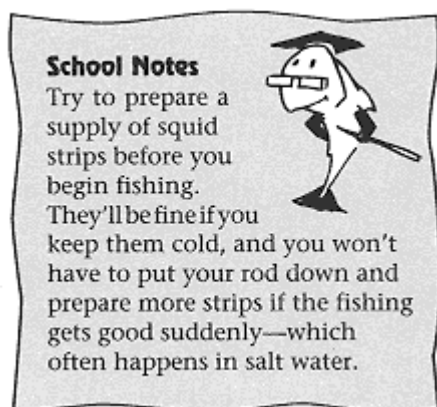 School Notes
Try to prepare a
supply of squid
strips before you
begin fishing.
They'll be fine if you
keep them cold, and you won't
have to put your rod down and
prepare more strips if the fishing
gets good suddenly—which
often happens in salt water.